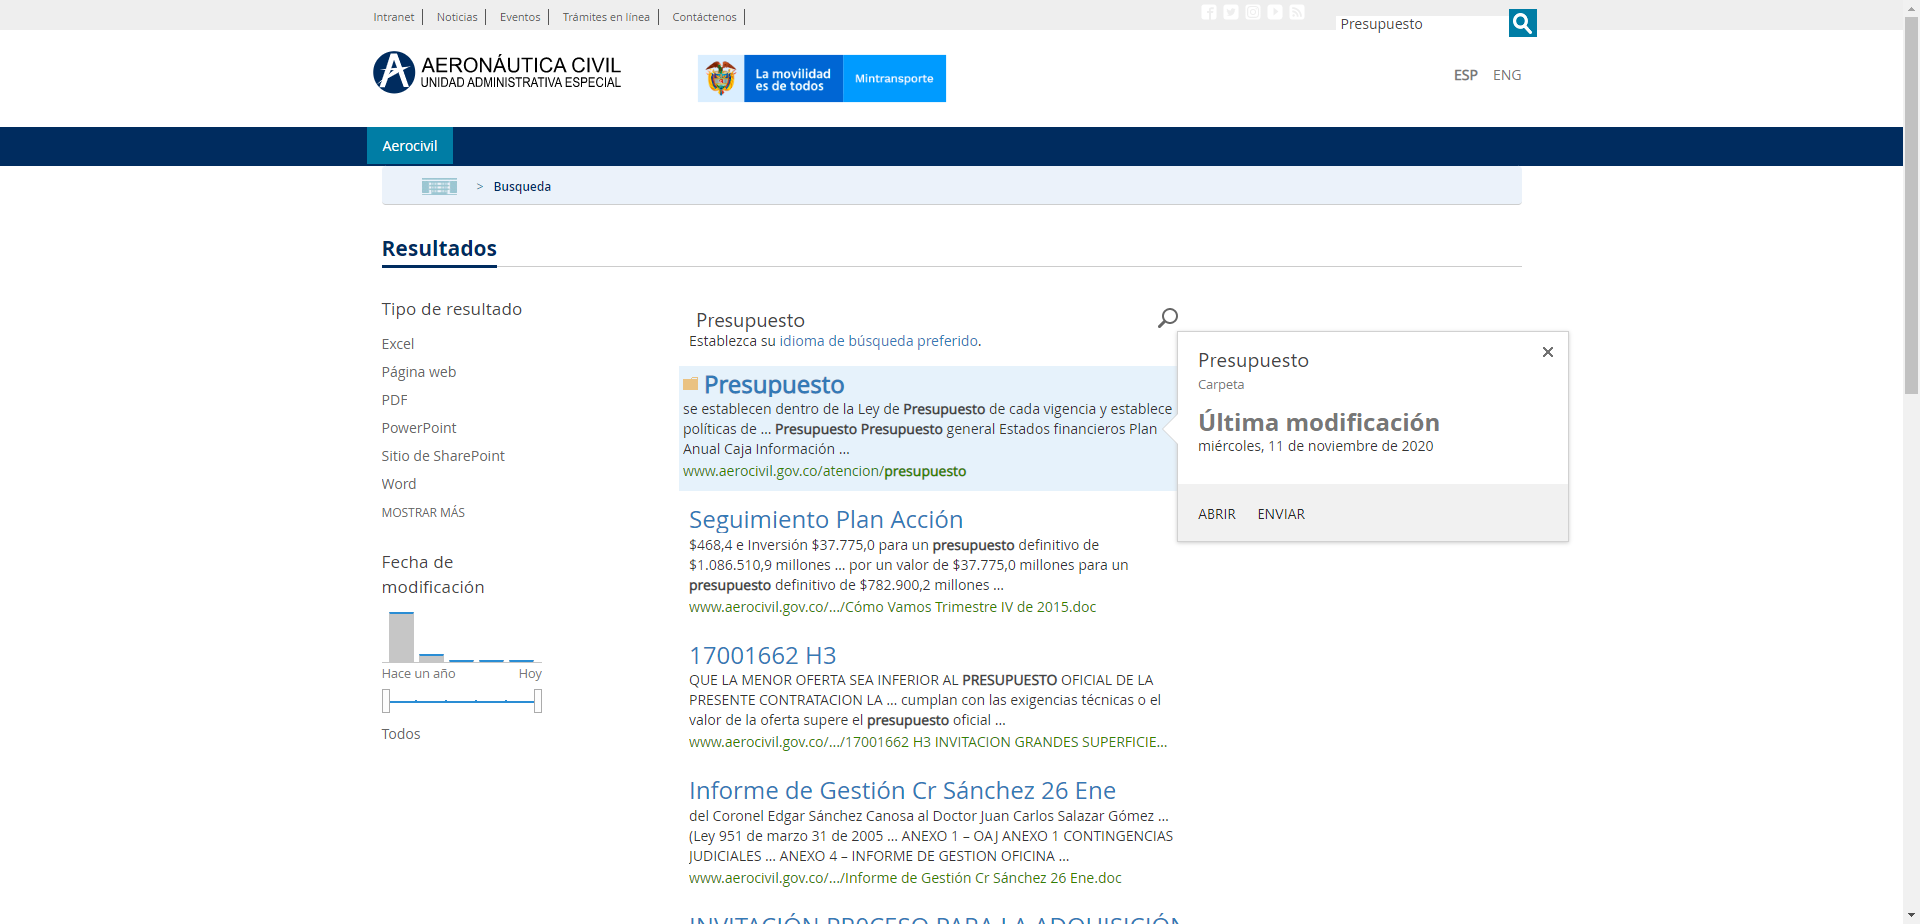 Intranet
Noticias
Eventos
Trámites en línea
Contáctenos
Presupuesto
AERONÁUTICA CIVIL
UNIDAD ADMINISTRATIVA ESPECIAL
La movilidad
es de todos
Mintransporte
ESP ENG
Aerocivil
> Busqueda
Resultados
Tipo de resultado
Excel
Página web
PDF
PowerPoint
Sitio de SharePoint
Word
MOSTRAR MÁS
Fecha de
modificación
Hace un año Hoy
Todos
Presupuesto
Establezca su idioma de búsqueda preferido.
Presupuesto
se establecen dentro de la Ley de Presupuesto de cada vigencia y establece
políticas de ... Presupuesto Presupuesto general Estados financieros Plan
Anual Caja Información ...
www.aerocivil.gov.co/atencion/presupuesto
Seguimiento Plan Acción
$468,4 e Inversión $37.775,0 para un presupuesto definitivo de
$1.086.510,9 millones ... por un valor de $37.775,0 millones para un
presupuesto definitivo de $782.900,2 millones ...
www.aerocivil.gov.co/.../Cómo Vamos Trimestre IV de 2015.doc
17001662 H3
QUE LA MENOR OFERTA SEA INFERIOR AL PRESUPUESTO OFICIAL DE LA
PRESENTE CONTRATACION LA ... cumplan con las exigencias técnicas o el
valor de la oferta supere el presupuesto oficial ...
www.aerocivil.gov.co/.../17001662 H3 INVITACION GRANDES SUPERFICIE...
Informe de Gestión Cr Sánchez 26 Ene
del Coronel Edgar Sánchez Canosa al Doctor Juan Carlos Salazar Gómez ...
(Ley 951 de marzo 31 de 2005 ... ANEXO 1 – OAJ ANEXO 1 CONTINGENCIAS
JUDICIALES ... ANEXO 4 – INFORME DE GESTION OFICINA ...
www.aerocivil.gov.co/.../Informe de Gestión Cr Sánchez 26 Ene.doc
INVITACIÓN PROCESO PARA LA ADQUISICIÓN
Presupuesto
Carpeta
Última modificación
miércoles, 11 de noviembre de 2020
ABRIR ENVIAR